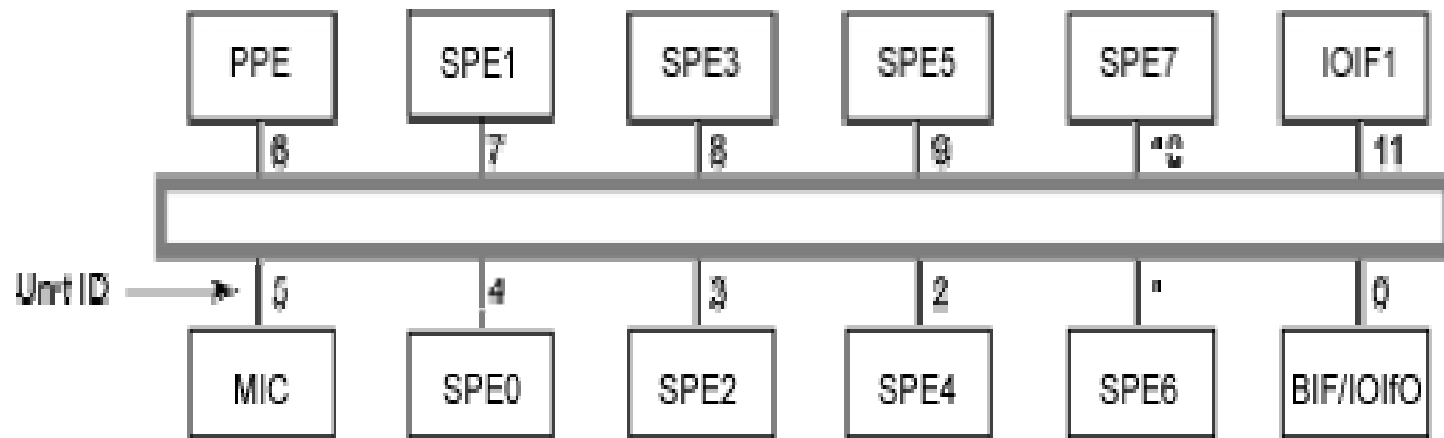 PPE SPE1 SPE3 SPE5 SPE7 IOIF1
6 7 8 9 10 11
Unit ID 5 4 3 2 0
MIC SPE0 SPE2 SPE4 SPE6 BIF/IOIf0